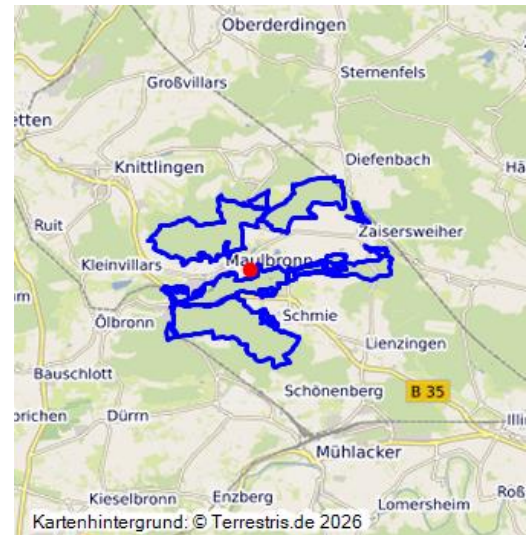 Oberderdingen
Sternenfels
Großvillars
etten
Knittlingen
Diefenbach
Hä
Ruit
Zaisersweiher
Kleinvillars
Maulbronn
um
Ölbronn
Schmie
Lienzingen
Bauschlott
Schönenberg
B 35
brichen
Dürrn
Illi
Mühlacker
Kieselbronn
Enzberg
Lomersheim
Roß
Kartenhintergrund: © Terrestris.de 2026